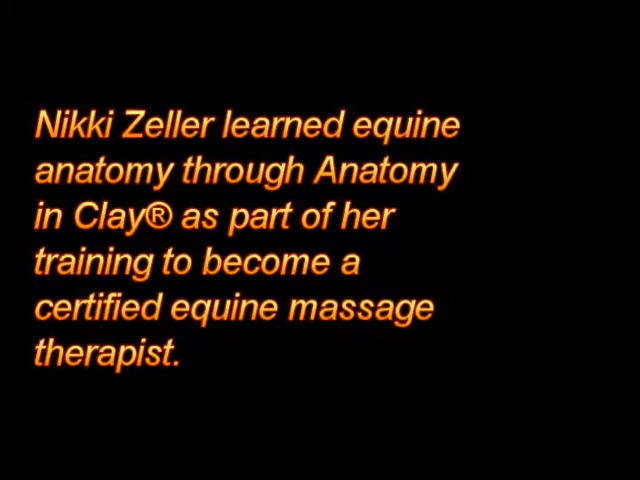 Nikki Zeller learned equine
anatomy through Anatomy
in Clay® as part of her
training to become a
certified equine massage
therapist.